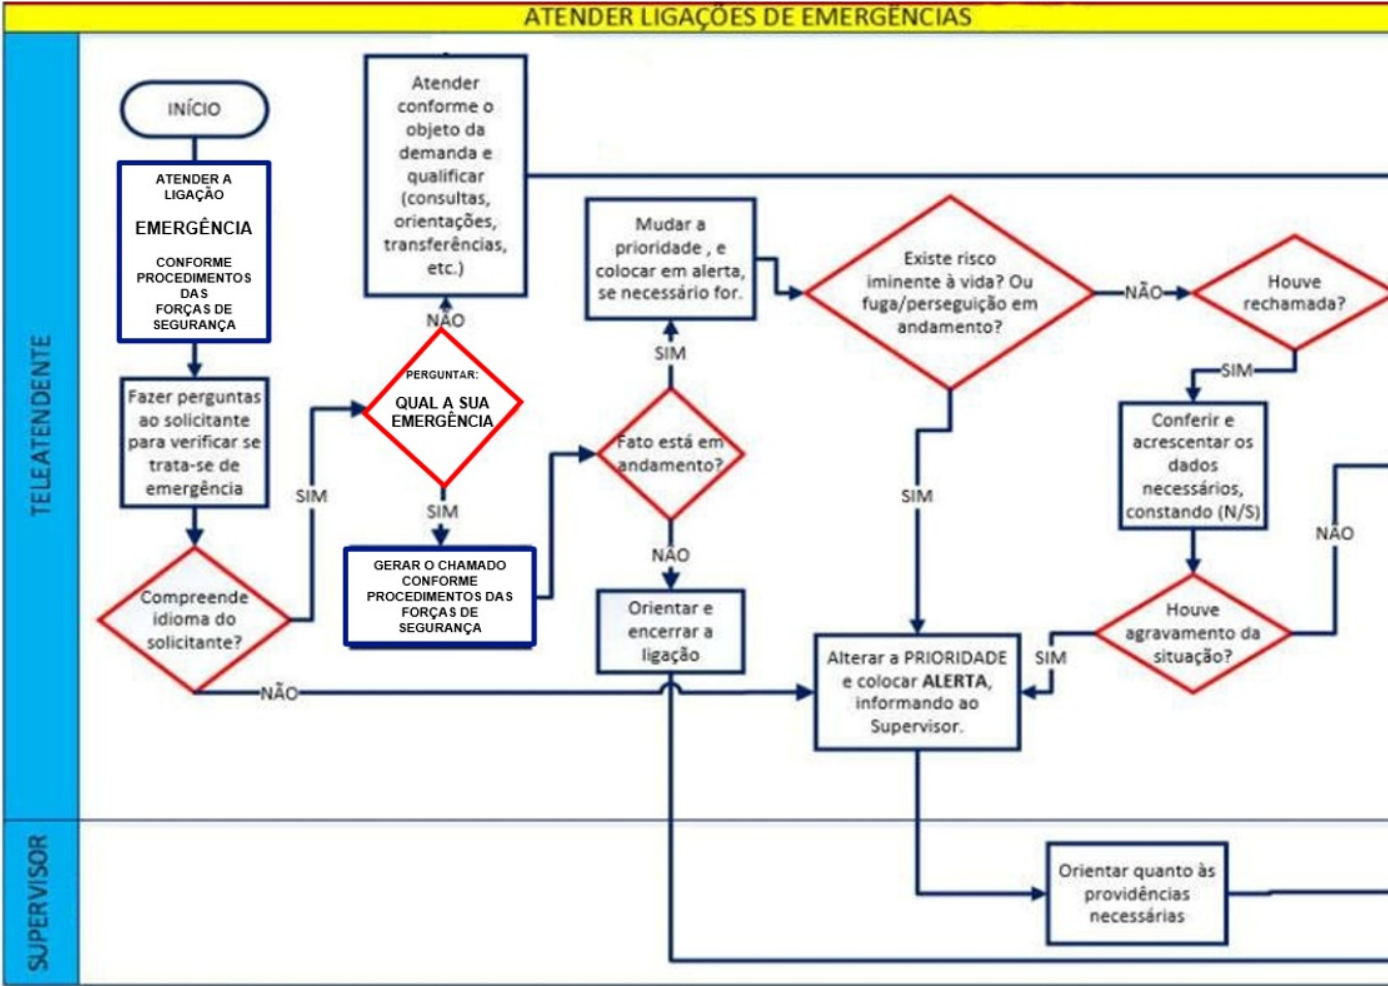 ATENDER LIGAÇÕES DE EMERGÊNCIAS
TELEATENDENTE
INÍCIO
ATENDER A
LIGAÇÃO
EMERGÊNCIA
CONFORME
PROCEDIMENTOS
DAS
FORÇAS DE
SEGURANÇA
Fazer perguntas
ao solicitante
para verificar se
trata-se de
emergência
Compreende
idioma do
solicitante?
SIM
NÃO
Atender
conforme o
objeto da
demanda e
qualificar
(consultas,
orientações,
transferências,
etc.)
NÃO
PERGUNTAR:
QUAL A SUA
EMERGÊNCIA
SIM
GERAR O CHAMADO
CONFORME
PROCEDIMENTOS DAS
FORÇAS DE
SEGURANÇA
Mudar a
prioridade , e
colocar em alerta,
se necessário for.
SIM
Fato está em
andamento?
NÃO
Orientar e
encerrar a
ligação
Existe risco
iminente à vida? Ou
fuga/perseguição em
andamento?
NÃO
SIM
Alterar a PRIORIDADE
e colocar ALERTA,
informando ao
Supervisor.
Houve
rechamada?
SIM
Conferir e
acrescentar os
dados
necessários,
constando (N/S)
Houve
agravamento da
situação?
SIM
NÃO
SUPERVISOR
Orientar quanto às
providências
necessárias